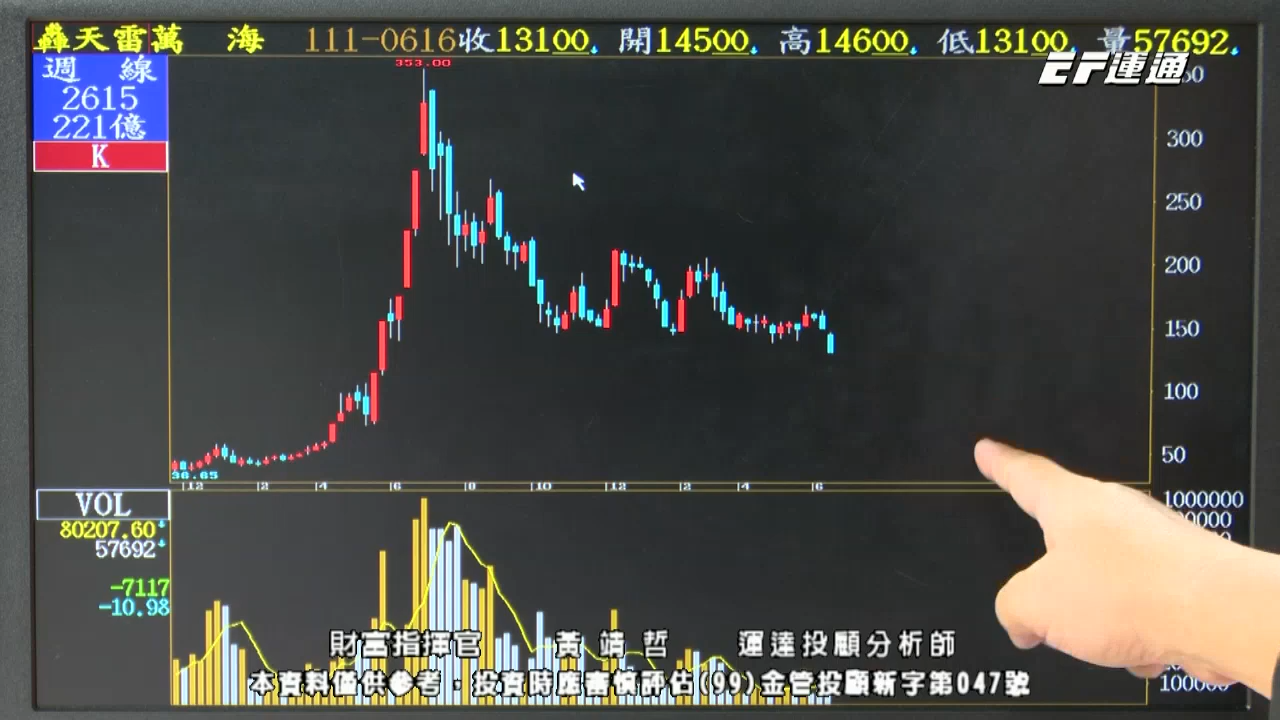 轟天雷萬 海 111-0616收13100↓ 開14500↓ 高14600↓ 低13100↓ 量57692↓
EF運通
353.00
週 線
2615
221億
K
300
250
200
150
100
50
36.65
12 2 4 6 8 10 12 2 4 6
VOL
80207.60↓
57692↓
-7117
-10.98
1000000
100000
財富指揮官 黃靖哲 運達投顧分析師
本資料僅供參考，投資時應審慎評估(99)金管投顧新字第047號